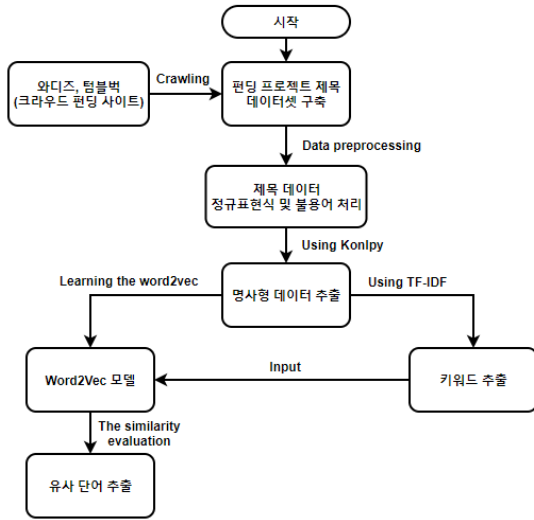 시작
Crawling
와디즈, 텀블벅
(크라우드 펀딩 사이트)
펀딩 프로젝트 제목
데이터셋 구축
Data preprocessing
제목 데이터
정규표현식 및 불용어 처리
Using Konlpy
Learning the word2vec
명사형 데이터 추출
Using TF-IDF
Word2Vec 모델
Input
키워드 추출
The similarity
evaluation
유사 단어 추출